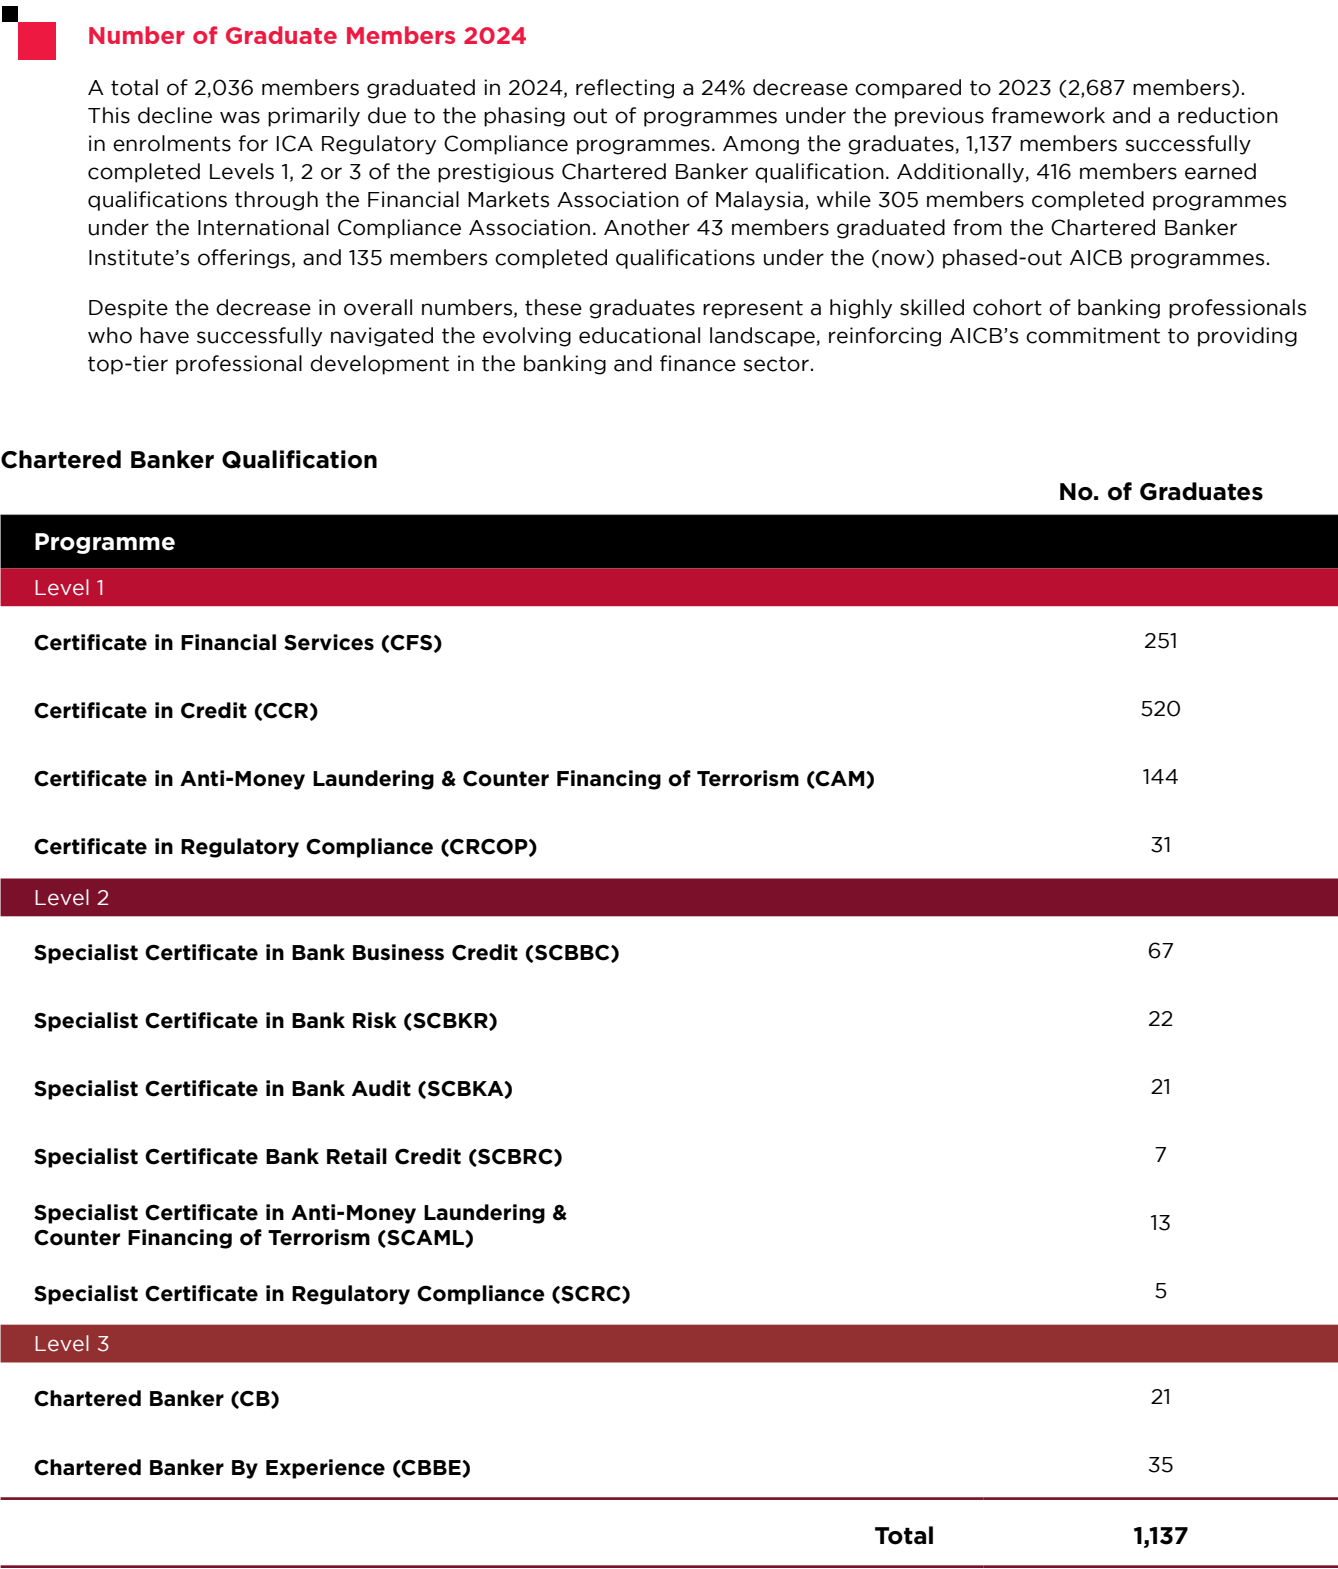 Number of Graduate Members 2024
A total of 2,036 members graduated in 2024, reflecting a 24% decrease compared to 2023 (2,687 members).
This decline was primarily due to the phasing out of programmes under the previous framework and a reduction
in enrolments for ICA Regulatory Compliance programmes. Among the graduates, 1,137 members successfully
completed Levels 1, 2 or 3 of the prestigious Chartered Banker qualification. Additionally, 416 members earned
qualifications through the Financial Markets Association of Malaysia, while 305 members completed programmes
under the International Compliance Association. Another 43 members graduated from the Chartered Banker
Institute's offerings, and 135 members completed qualifications under the (now) phased-out AICB programmes.
Despite the decrease in overall numbers, these graduates represent a highly skilled cohort of banking professionals
who have successfully navigated the evolving educational landscape, reinforcing AICB's commitment to providing
top-tier professional development in the banking and finance sector.
Chartered Banker Qualification
No. of Graduates
Programme
Level 1
Certificate in Financial Services (CFS) 251
Certificate in Credit (CCR) 520
Certificate in Anti-Money Laundering & Counter Financing of Terrorism (CAM) 144
Certificate in Regulatory Compliance (CRCOP) 31
Level 2
Specialist Certificate in Bank Business Credit (SCBBC) 67
Specialist Certificate in Bank Risk (SCBKR) 22
Specialist Certificate in Bank Audit (SCBKA) 21
Specialist Certificate Bank Retail Credit (SCBRC) 7
Specialist Certificate in Anti-Money Laundering &
Counter Financing of Terrorism (SCAML) 13
Specialist Certificate in Regulatory Compliance (SCRC) 5
Level 3
Chartered Banker (CB) 21
Chartered Banker By Experience (CBBE) 35
Total 1,137